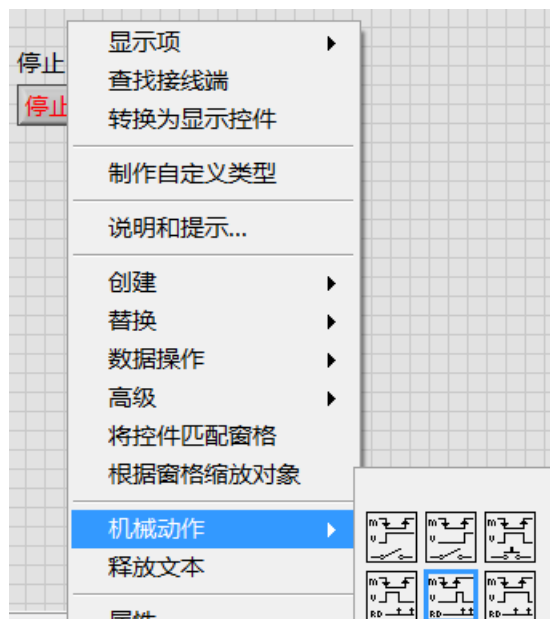 停止
停止
显示项
查找接线端
转换为显示控件
制作自定义类型
说明和提示...
创建
替换
数据操作
高级
将控件匹配窗格
根据窗格缩放对象
机械动作
释放文本
属性